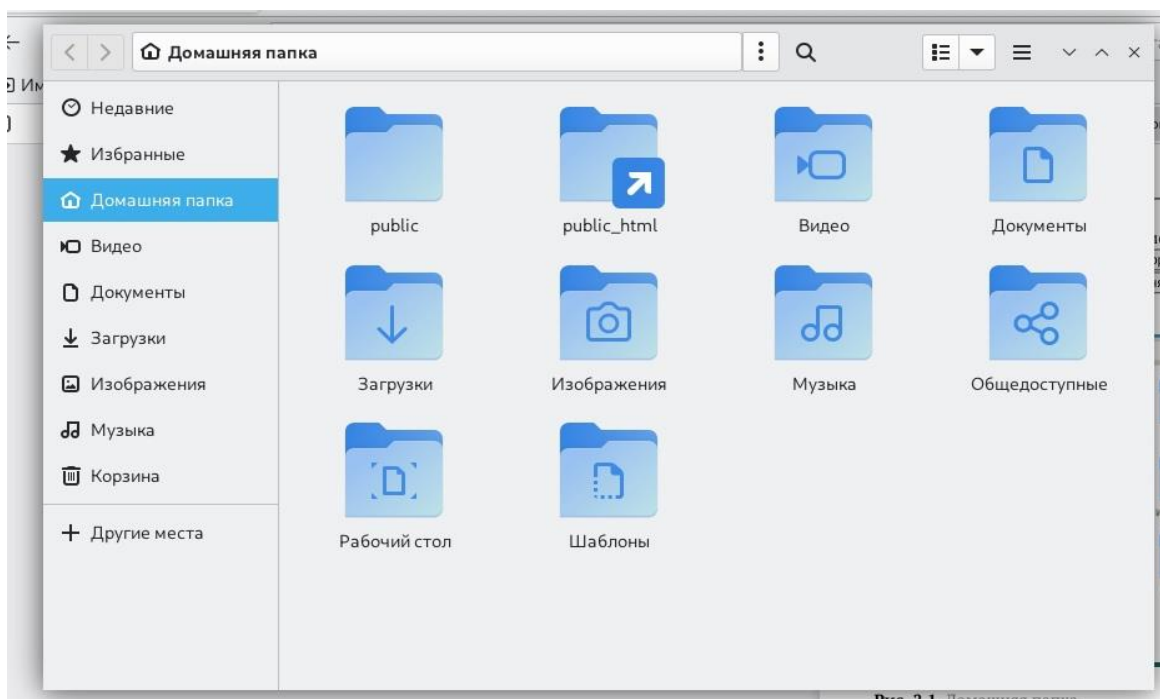 Домашняя папка
Им
Недавние
Избранные
Домашняя папка
Видео
Документы
Загрузки
Изображения
Музыка
Корзина
Другие места
public
public_html
Видео
Документы
Загрузки
Изображения
Музыка
Общедоступные
Рабочий стол
Шаблоны